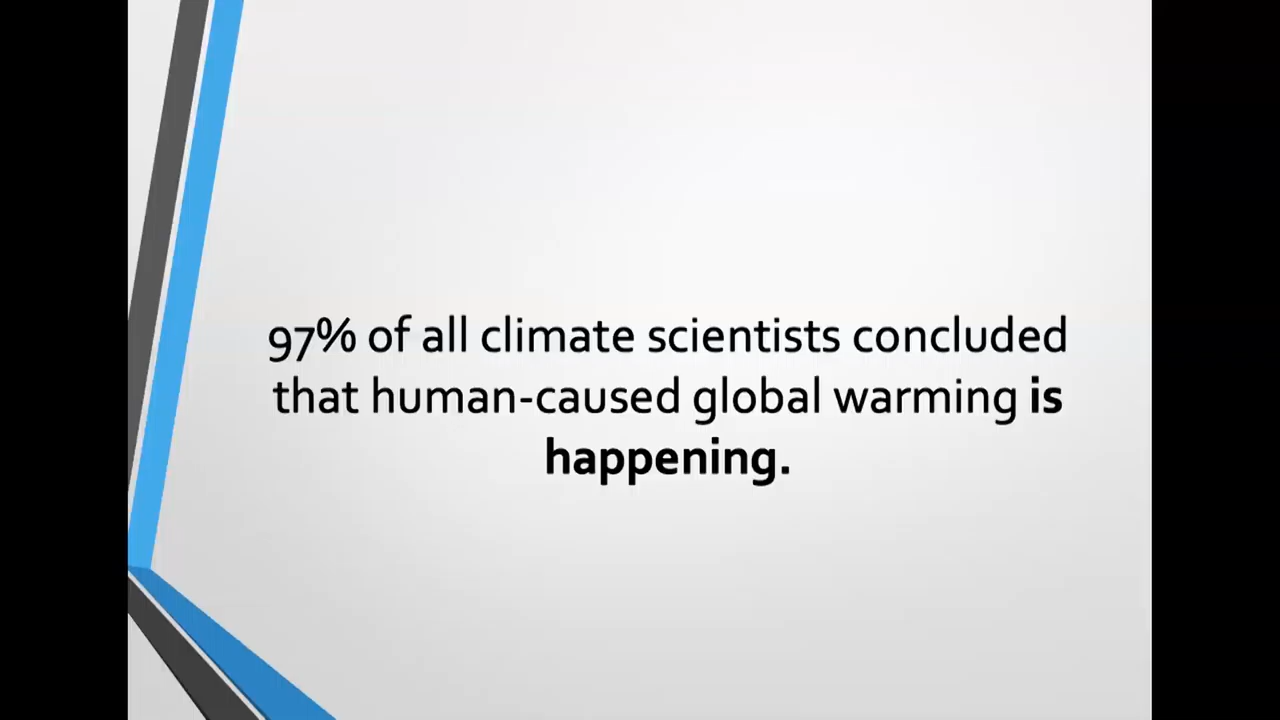 97% of all climate scientists concluded
that human-caused global warming is
happening.